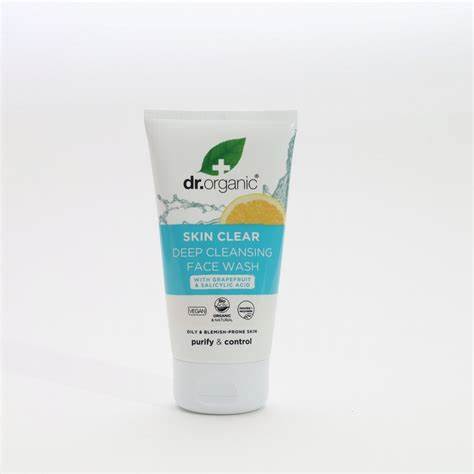 dr.organic®
SKIN CLEAR
DEEP CLEANSING
FACE WASH
WITH GRAPEFRUIT
& SALICYLIC ACID
VEGAN
ORGANIC
& NATURAL
OILY & BLEMISH-PRONE SKIN
purify & control